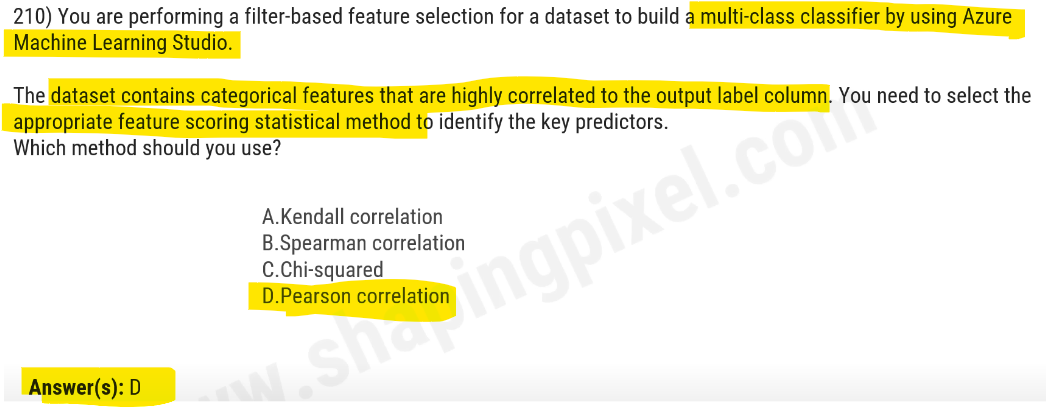 210) You are performing a filter-based feature selection for a dataset to build a multi-class classifier by using Azure
Machine Learning Studio.
The dataset contains categorical features that are highly correlated to the output label column. You need to select the
appropriate feature scoring statistical method to identify the key predictors.
Which method should you use?
A.Kendall correlation
B.Spearman correlation
C.Chi-squared
D.Pearson correlation
Answer(s): D
www.shapingpixel.com